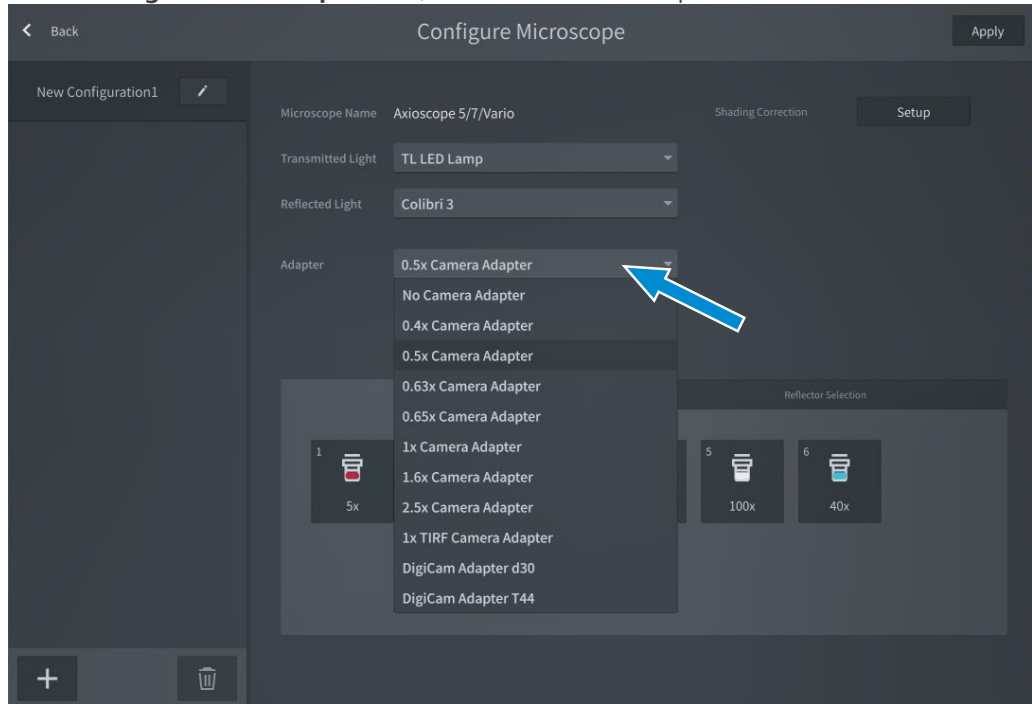 Back
Configure Microscope
Apply
New Configuration1
Microscope Name Axioscope 5/7/Vario
Shading Correction Setup
Transmitted Light TL LED Lamp
Reflected Light Colibri 3
Adapter 0.5x Camera Adapter
No Camera Adapter
0.4x Camera Adapter
0.5x Camera Adapter
0.63x Camera Adapter
0.65x Camera Adapter
1x Camera Adapter
1.6x Camera Adapter
2.5x Camera Adapter
1x TIRF Camera Adapter
DigiCam Adapter d30
DigiCam Adapter T44
Reflector Selection
1
5x
5
100x
6
40x